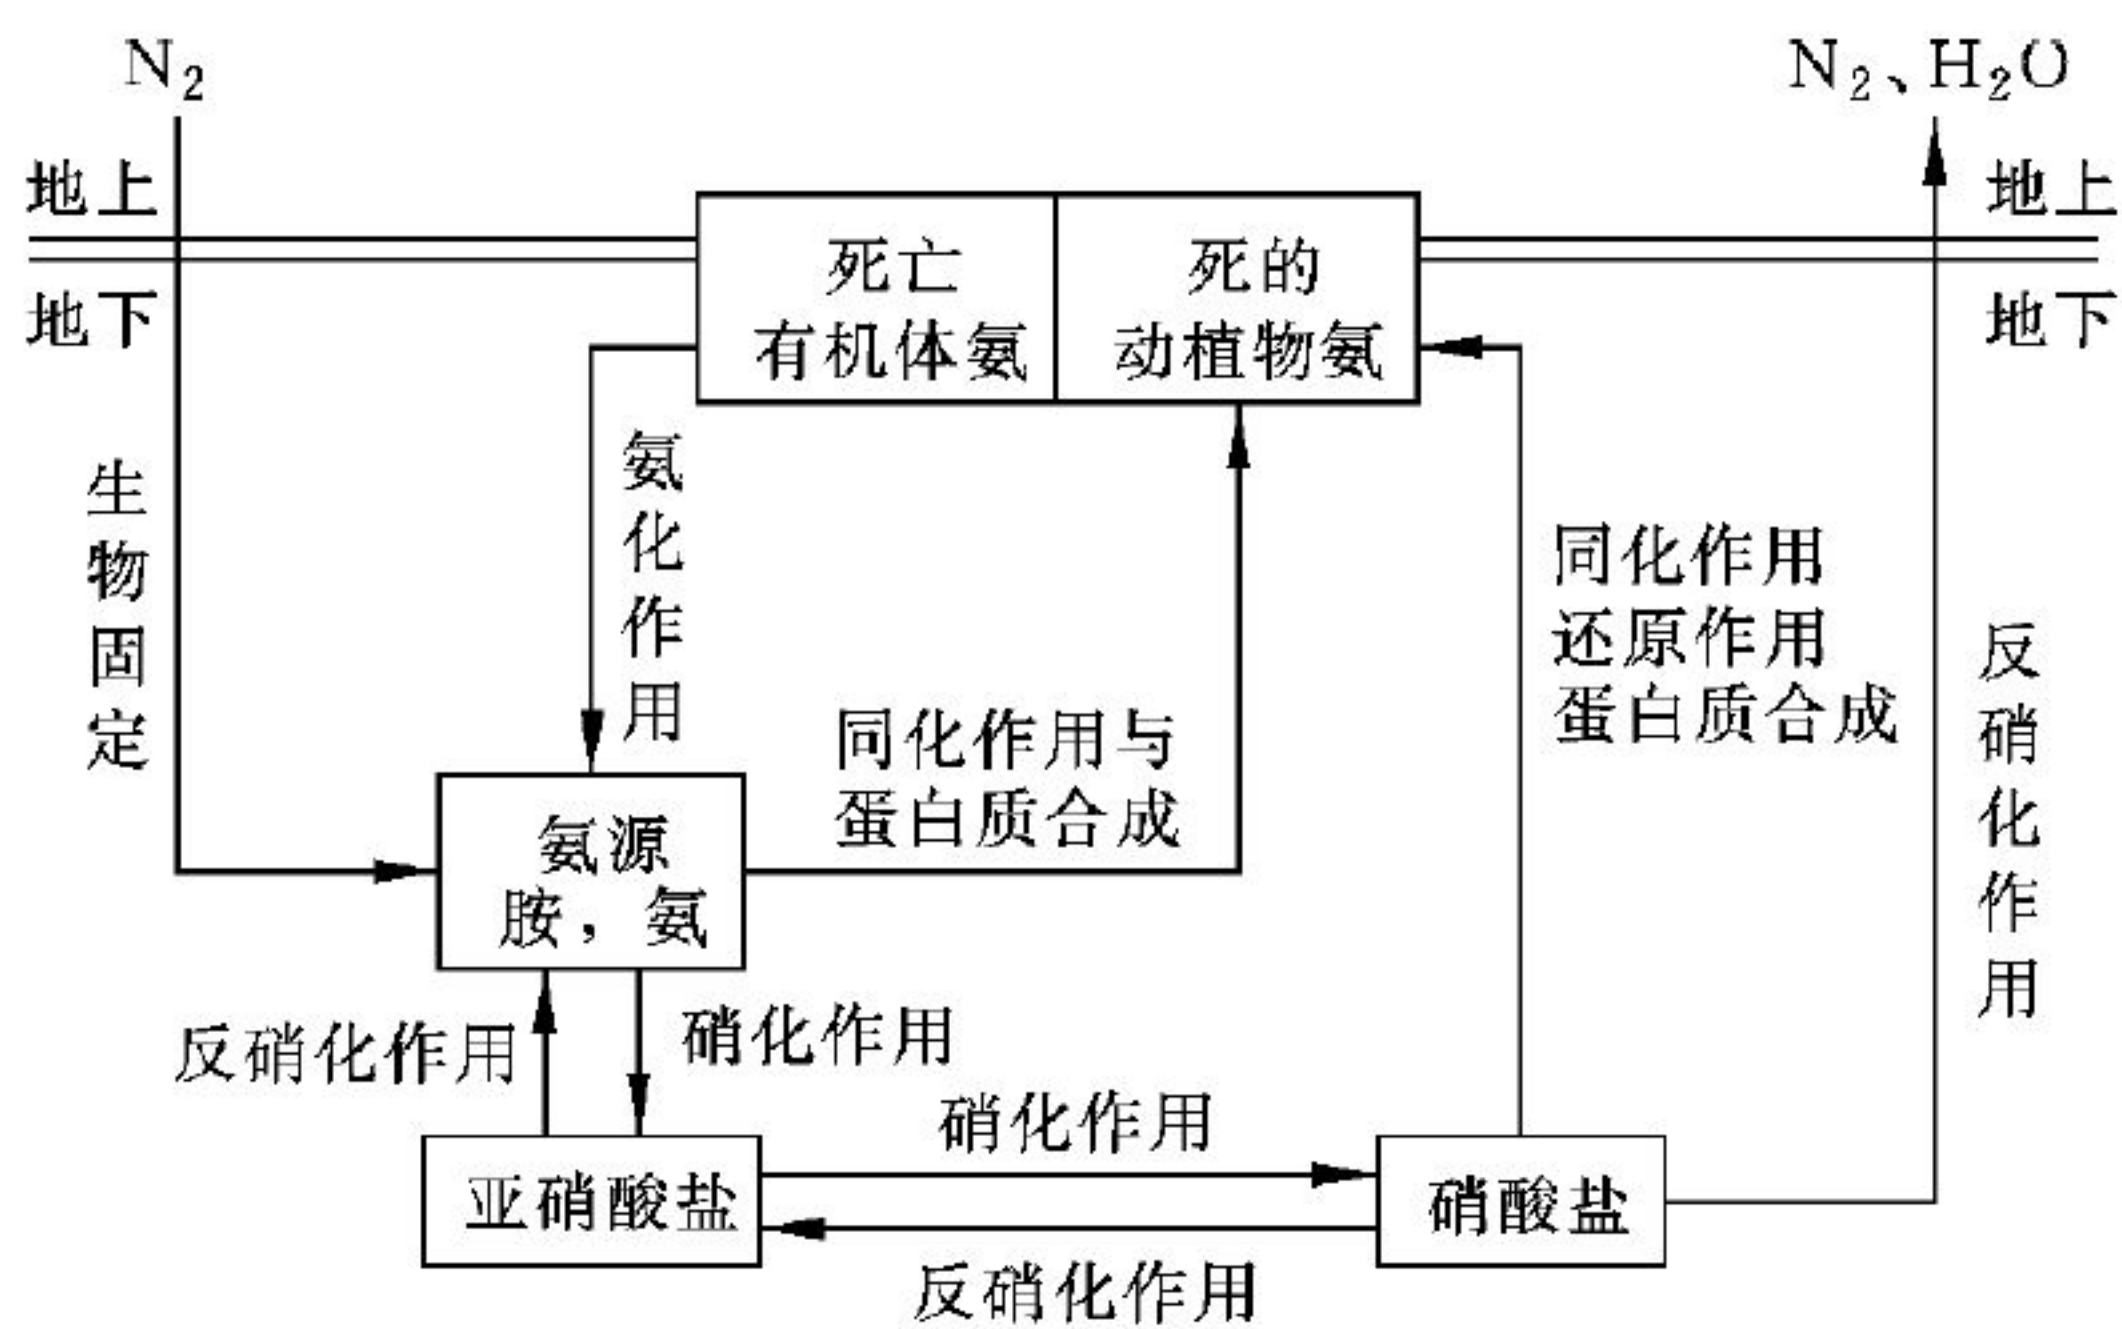 N₂
N₂、H₂O
地上
地上
地下
地下
死亡
有机体氨
死的
动植物氨
生物固定
氨化作用
同化作用与
蛋白质合成
同化作用
还原作用
蛋白质合成
反硝化作用
氨源
胺，氨
反硝化作用
硝化作用
硝化作用
亚硝酸盐
硝酸盐
反硝化作用